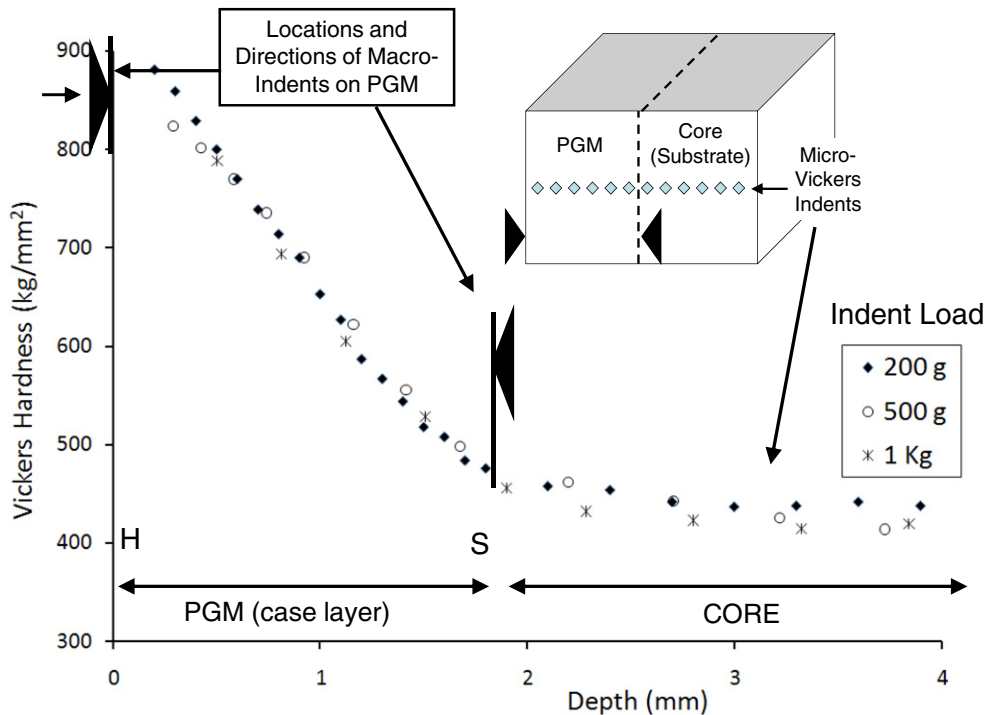 Locations and
Directions of Macro-
Indents on PGM
PGM
Core
(Substrate)
Micro-
Vickers
Indents
Indent Load
200 g
500 g
1 Kg
Vickers Hardness (kg/mm²)
900
800
700
600
500
400
300
H
S
PGM (case layer)
CORE
0
1
2
3
4
Depth (mm)